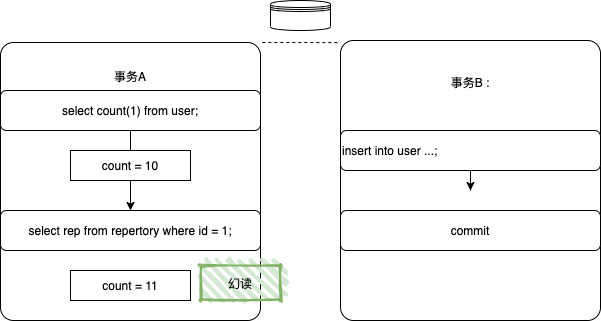 事务A
select count(1) from user;
count = 10
select rep from repertory where id = 1;
count = 11
幻读
事务B :
insert into user ...;
commit